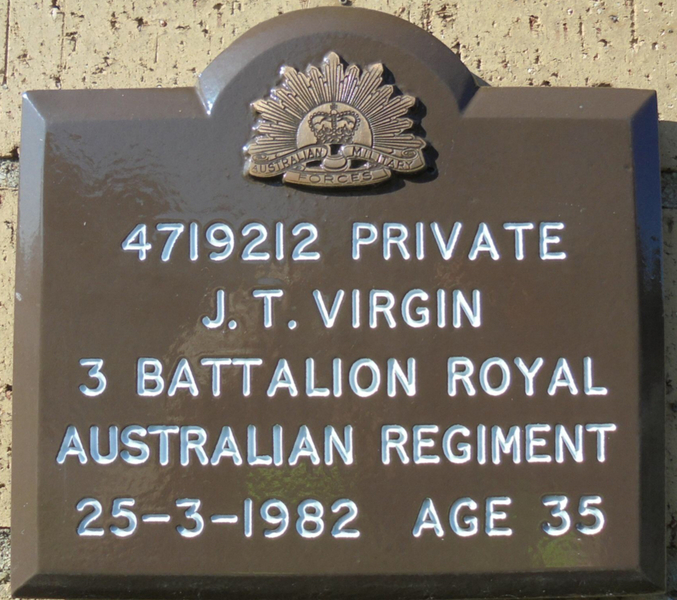 AUSTRALIAN MILITARY
FORCES
4719212 PRIVATE
J. T. VIRGIN
3 BATTALION ROYAL
AUSTRALIAN REGIMENT
25-3-1982 AGE 35